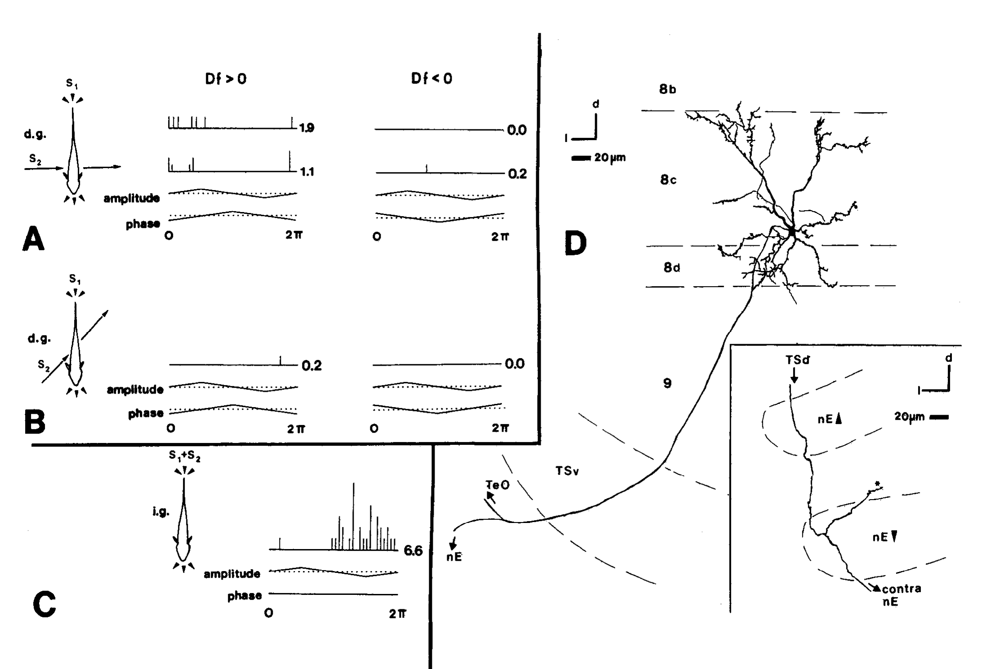 Df > 0
Df < 0
S1
d.g.
S2
1.9
0.0
1.1
0.2
amplitude
phase
0
2π
0
2π
A
S1
d.g.
S2
0.2
0.0
amplitude
phase
0
2π
0
2π
B
S1+S2
i.g.
6.6
amplitude
phase
0
2π
C
8b
d
l
20 µm
8c
D
8d
9
TSv
TeO
nE
TSd
d
l
nE▲
20µm
*
nE▼
contra
nE